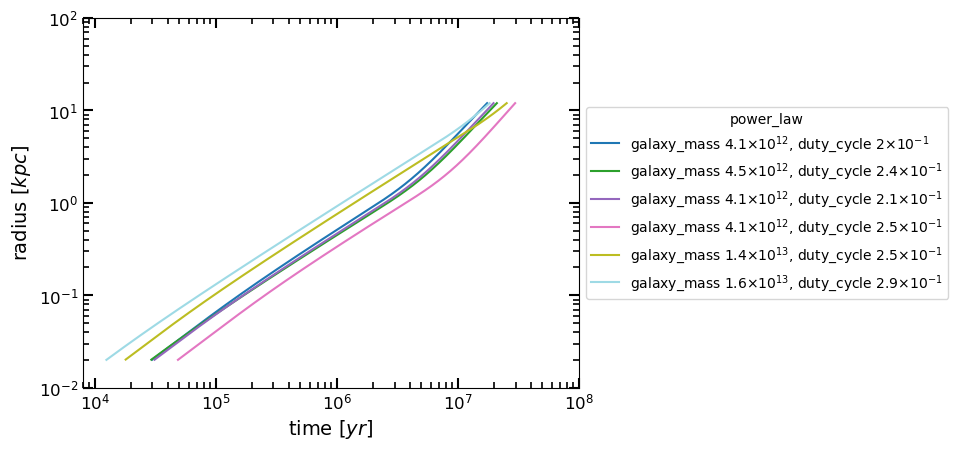 10²
10¹
10⁰
10⁻¹
10⁻²
radius [kpc]
10⁴ 10⁵ 10⁶ 10⁷ 10⁸
time [yr]
power_law
galaxy_mass 4.1×10¹², duty_cycle 2×10⁻¹
galaxy_mass 4.5×10¹², duty_cycle 2.4×10⁻¹
galaxy_mass 4.1×10¹², duty_cycle 2.1×10⁻¹
galaxy_mass 4.1×10¹², duty_cycle 2.5×10⁻¹
galaxy_mass 1.4×10¹³, duty_cycle 2.5×10⁻¹
galaxy_mass 1.6×10¹³, duty_cycle 2.9×10⁻¹